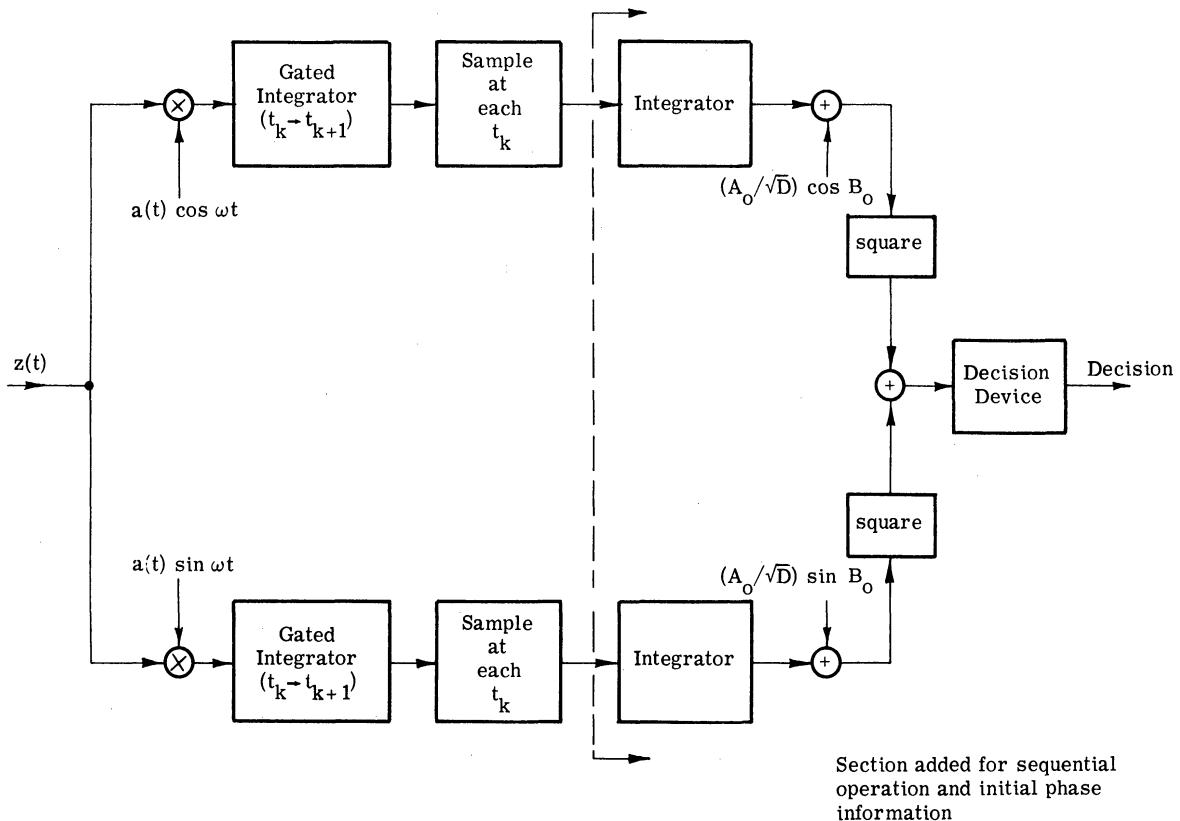 Gated
Integrator
(t_k → t_{k+1})
Sample
at
each
t_k
Integrator
+
×
a(t) cos ωt
(A_o/√D) cos B_o
square
z(t)
+
Decision
Device
Decision
square
a(t) sin ωt
(A_o/√D) sin B_o
×
Gated
Integrator
(t_k → t_{k+1})
Sample
at
each
t_k
Integrator
+
Section added for sequential
operation and initial phase
information